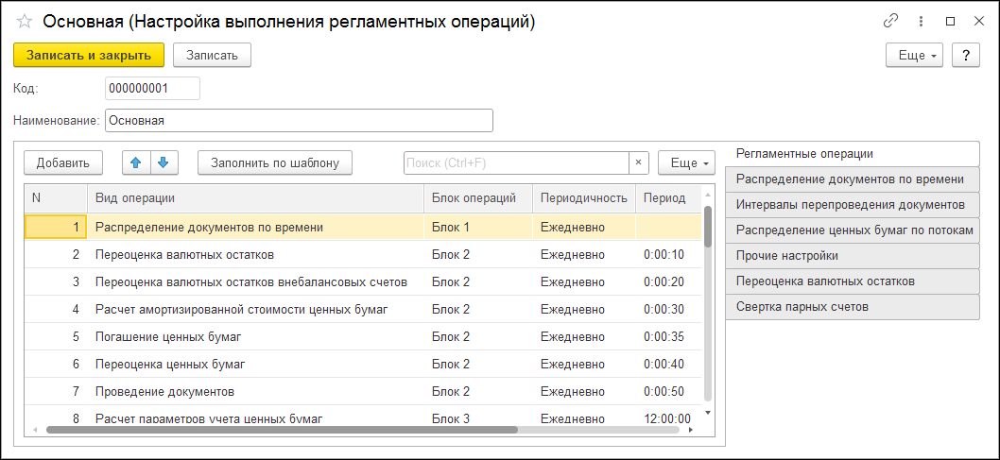 Основная (Настройка выполнения регламентных операций)
Записать и закрыть Записать Еще ?
Код: 000000001
Наименование: Основная
Добавить Заполнить по шаблону Поиск (Ctrl+F) × Еще
N Вид операции Блок операций Периодичность Период
1 Распределение документов по времени Блок 1 Ежедневно
2 Переоценка валютных остатков Блок 2 Ежедневно 0:00:10
3 Переоценка валютных остатков внебалансовых счетов Блок 2 Ежедневно 0:00:20
4 Расчет амортизированной стоимости ценных бумаг Блок 2 Ежедневно 0:00:30
5 Погашение ценных бумаг Блок 2 Ежедневно 0:00:35
6 Переоценка ценных бумаг Блок 2 Ежедневно 0:00:40
7 Проведение документов Блок 2 Ежедневно 0:00:50
8 Расчет параметров учета ценных бумаг Блок 3 Ежедневно 12:00:00
Регламентные операции
Распределение документов по времени
Интервалы перепроведения документов
Распределение ценных бумаг по потокам
Прочие настройки
Переоценка валютных остатков
Свертка парных счетов